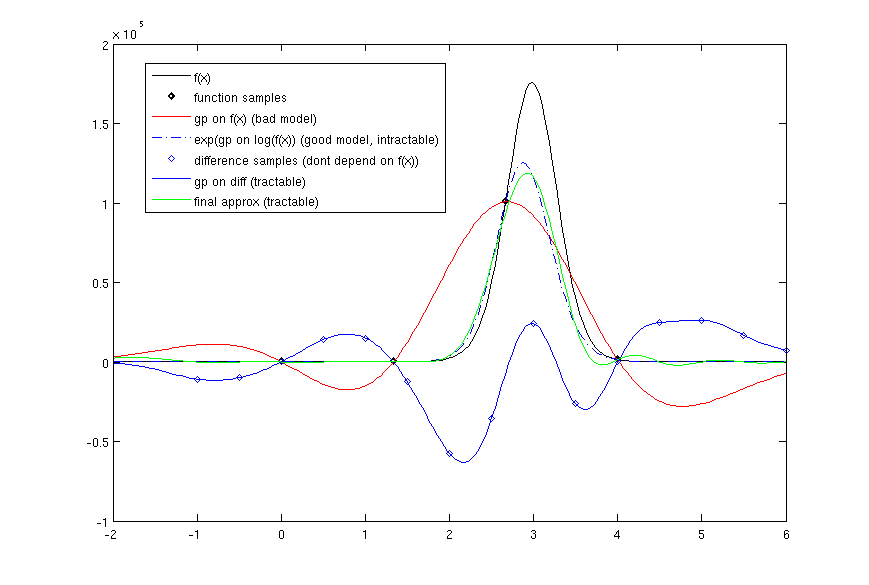 × 10⁵
2
1.5
1
0.5
0
-0.5
-1
f(x)
function samples
gp on f(x) (bad model)
exp(gp on log(f(x)) (good model, intractable)
difference samples (dont depend on f(x))
gp on diff (tractable)
final approx (tractable)
-2 -1 0 1 2 3 4 5 6